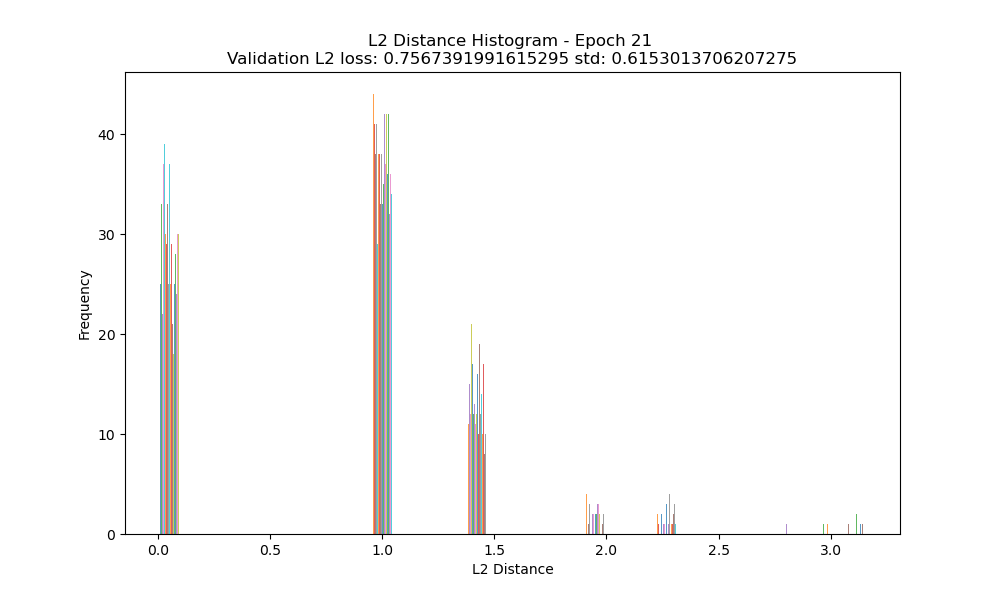 L2 Distance Histogram - Epoch 21
Validation L2 loss: 0.7567391991615295 std: 0.6153013706207275
40
30
20
10
0
Frequency
0.0 0.5 1.0 1.5 2.0 2.5 3.0
L2 Distance